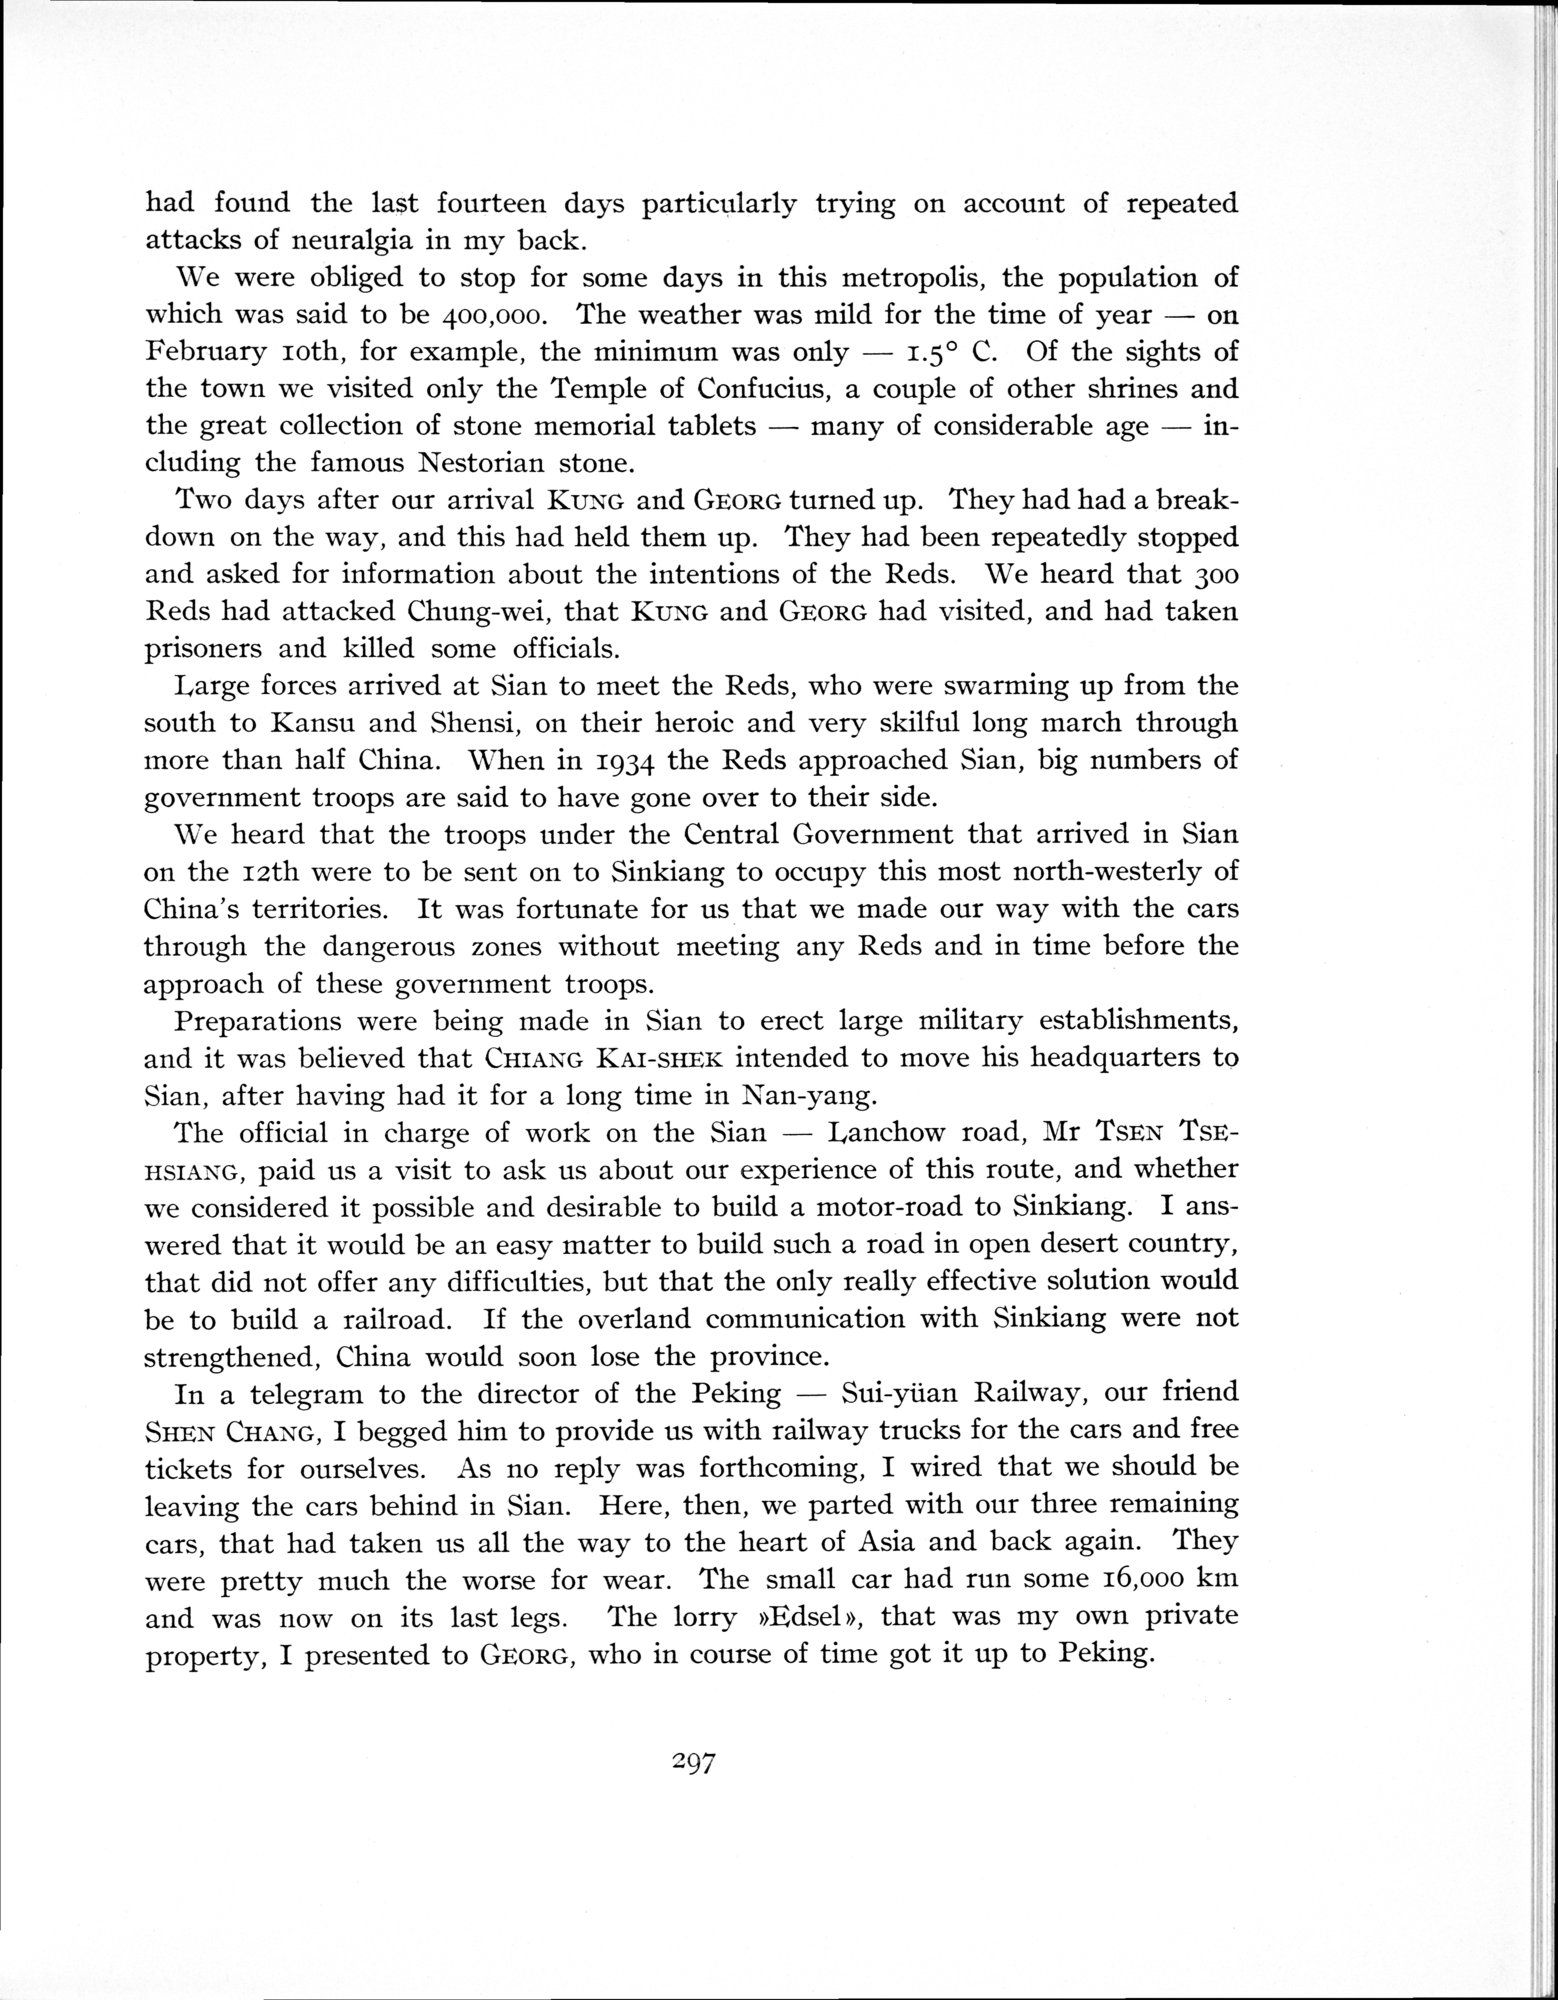 had found the last fourteen days particularly trying on account of repeated
attacks of neuralgia in my back.
We were obliged to stop for some days in this metropolis, the population of
which was said to be 400,000. The weather was mild for the time of year — on
February 10th, for example, the minimum was only — 1.5° C. Of the sights of
the town we visited only the Temple of Confucius, a couple of other shrines and
the great collection of stone memorial tablets — many of considerable age — in-
cluding the famous Nestorian stone.
Two days after our arrival KUNG and GEORG turned up. They had had a break-
down on the way, and this had held them up. They had been repeatedly stopped
and asked for information about the intentions of the Reds. We heard that 300
Reds had attacked Chung-wei, that KUNG and GEORG had visited, and had taken
prisoners and killed some officials.
Large forces arrived at Sian to meet the Reds, who were swarming up from the
south to Kansu and Shensi, on their heroic and very skilful long march through
more than half China. When in 1934 the Reds approached Sian, big numbers of
government troops are said to have gone over to their side.
We heard that the troops under the Central Government that arrived in Sian
on the 12th were to be sent on to Sinkiang to occupy this most north-westerly of
China's territories. It was fortunate for us that we made our way with the cars
through the dangerous zones without meeting any Reds and in time before the
approach of these government troops.
Preparations were being made in Sian to erect large military establishments,
and it was believed that CHIANG KAI-SHEK intended to move his headquarters to
Sian, after having had it for a long time in Nan-yang.
The official in charge of work on the Sian — Lanchow road, Mr TSEN TSE-
HSIANG, paid us a visit to ask us about our experience of this route, and whether
we considered it possible and desirable to build a motor-road to Sinkiang. I ans-
wered that it would be an easy matter to build such a road in open desert country,
that did not offer any difficulties, but that the only really effective solution would
be to build a railroad. If the overland communication with Sinkiang were not
strengthened, China would soon lose the province.
In a telegram to the director of the Peking — Sui-yüan Railway, our friend
SHEN CHANG, I begged him to provide us with railway trucks for the cars and free
tickets for ourselves. As no reply was forthcoming, I wired that we should be
leaving the cars behind in Sian. Here, then, we parted with our three remaining
cars, that had taken us all the way to the heart of Asia and back again. They
were pretty much the worse for wear. The small car had run some 16,000 km
and was now on its last legs. The lorry »Edsel», that was my own private
property, I presented to GEORG, who in course of time got it up to Peking.
297